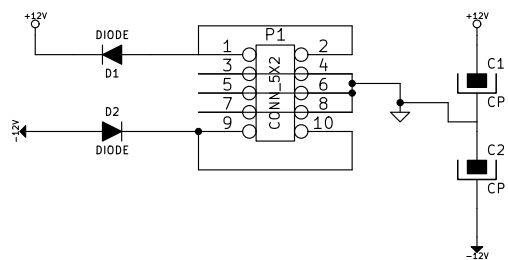 +12V
+12V
DIODE
P1
D1
1
2
3
4
CONN_5X2
5
6
7
8
9
10
C1
CP
D2
-12V
DIODE
C2
CP
-12V